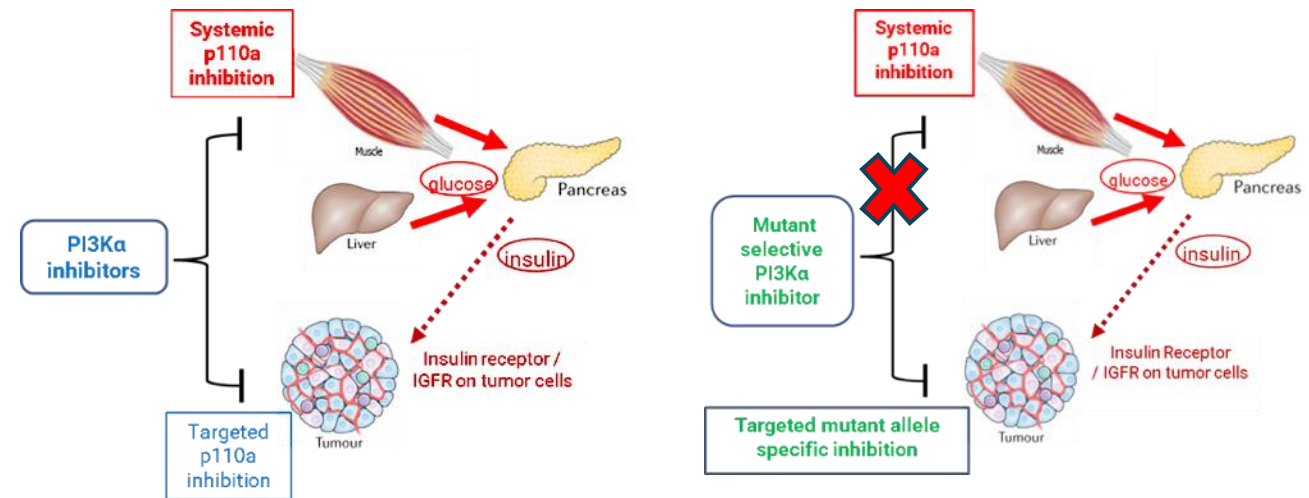 Systemic
p110a
inhibition
Muscle
glucose
Pancreas
Liver
PI3Kα
inhibitors
insulin
Insulin receptor /
IGFR on tumor cells
Tumour
Targeted
p110a
inhibition
Systemic
p110a
inhibition
Muscle
glucose
Pancreas
Liver
Mutant
selective
PI3Kα
inhibitor
insulin
Insulin Receptor
/ IGFR on tumor cells
Tumour
Targeted mutant allele
specific inhibition